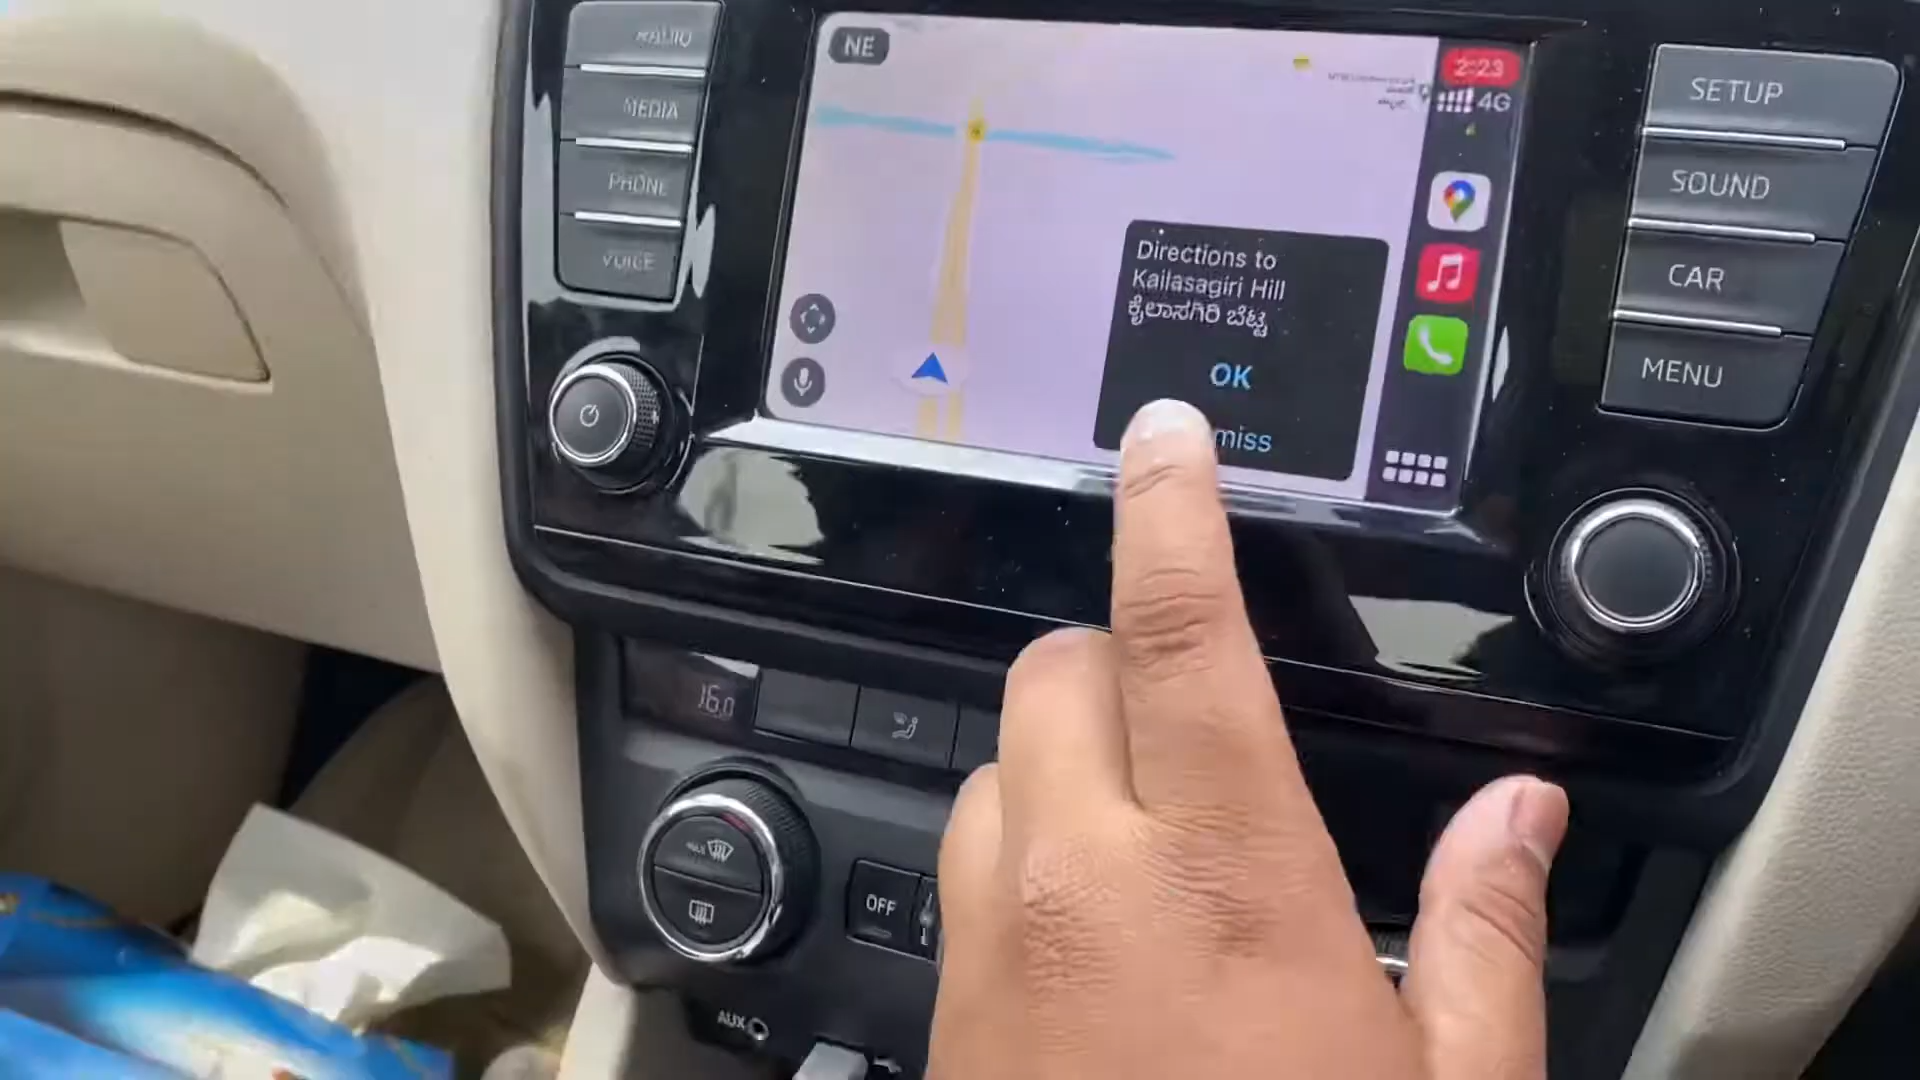 RADIO
MEDIA
PHONE
VOICE
NE
2:23
4G
Directions to
Kailasagiri Hill
ಕೈಲಾಸಗಿರಿ ಬೆಟ್ಟ
OK
miss
SETUP
SOUND
CAR
MENU
16.0
OFF
AUX